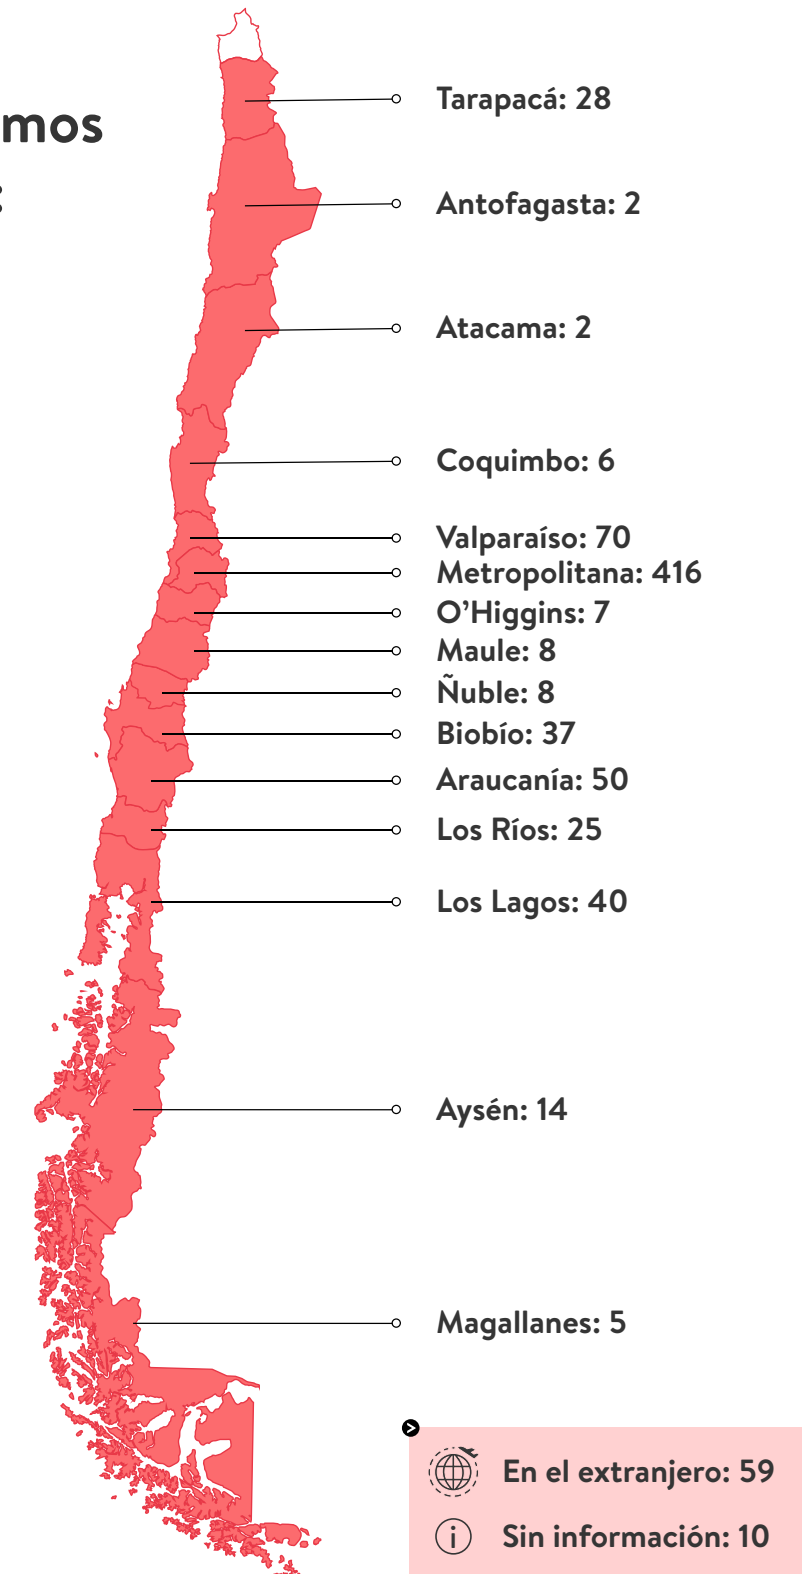 mos
:
Tarapacá: 28
Antofagasta: 2
Atacama: 2
Coquimbo: 6
Valparaíso: 70
Metropolitana: 416
O’Higgins: 7
Maule: 8
Ñuble: 8
Biobío: 37
Araucanía: 50
Los Ríos: 25
Los Lagos: 40
Aysén: 14
Magallanes: 5
En el extranjero: 59
Sin información: 10